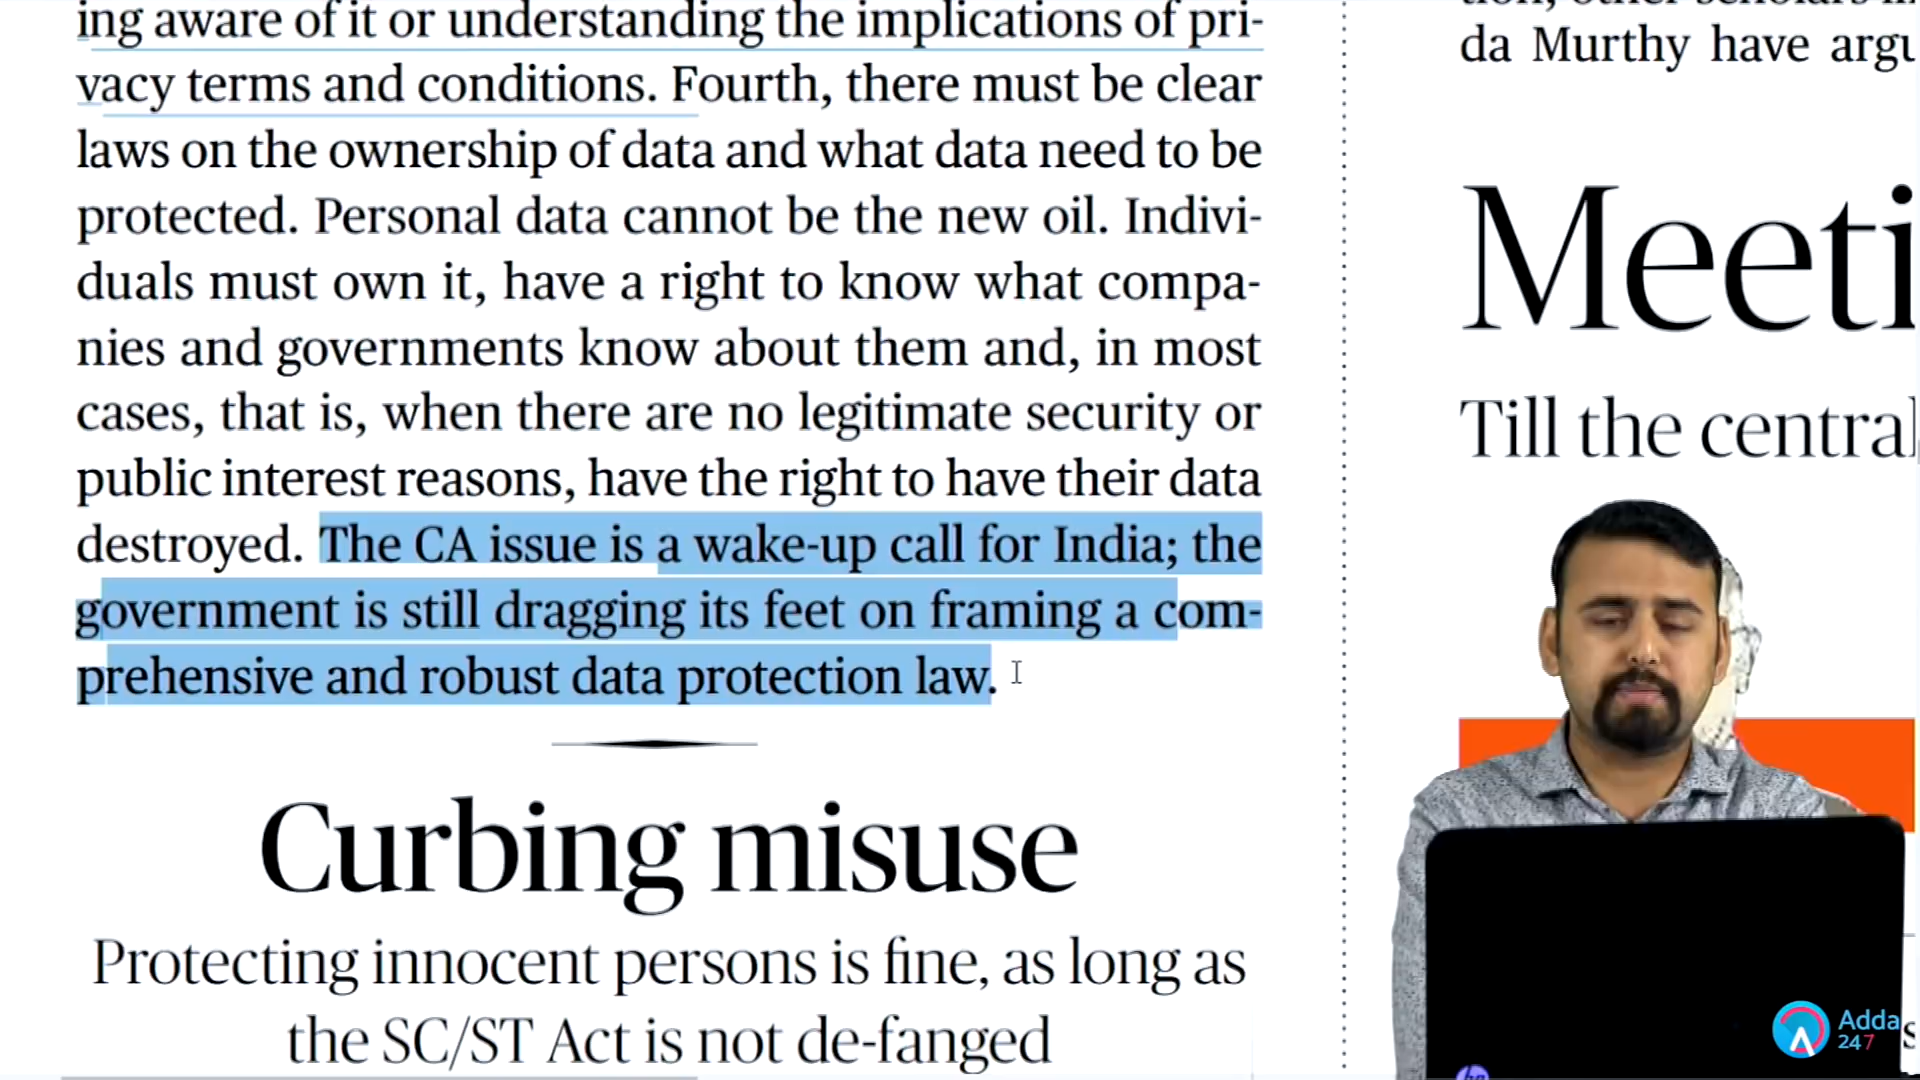 ing aware of it or understanding the implications of pri-
vacy terms and conditions. Fourth, there must be clear
laws on the ownership of data and what data need to be
protected. Personal data cannot be the new oil. Indivi-
duals must own it, have a right to know what compa-
nies and governments know about them and, in most
cases, that is, when there are no legitimate security or
public interest reasons, have the right to have their data
destroyed. The CA issue is a wake-up call for India; the
government is still dragging its feet on framing a com-
prehensive and robust data protection law.
Curbing misuse
Protecting innocent persons is fine, as long as
the SC/ST Act is not de-fanged
da Murthy have argu
Meeti
Till the central
hp
Adda
247